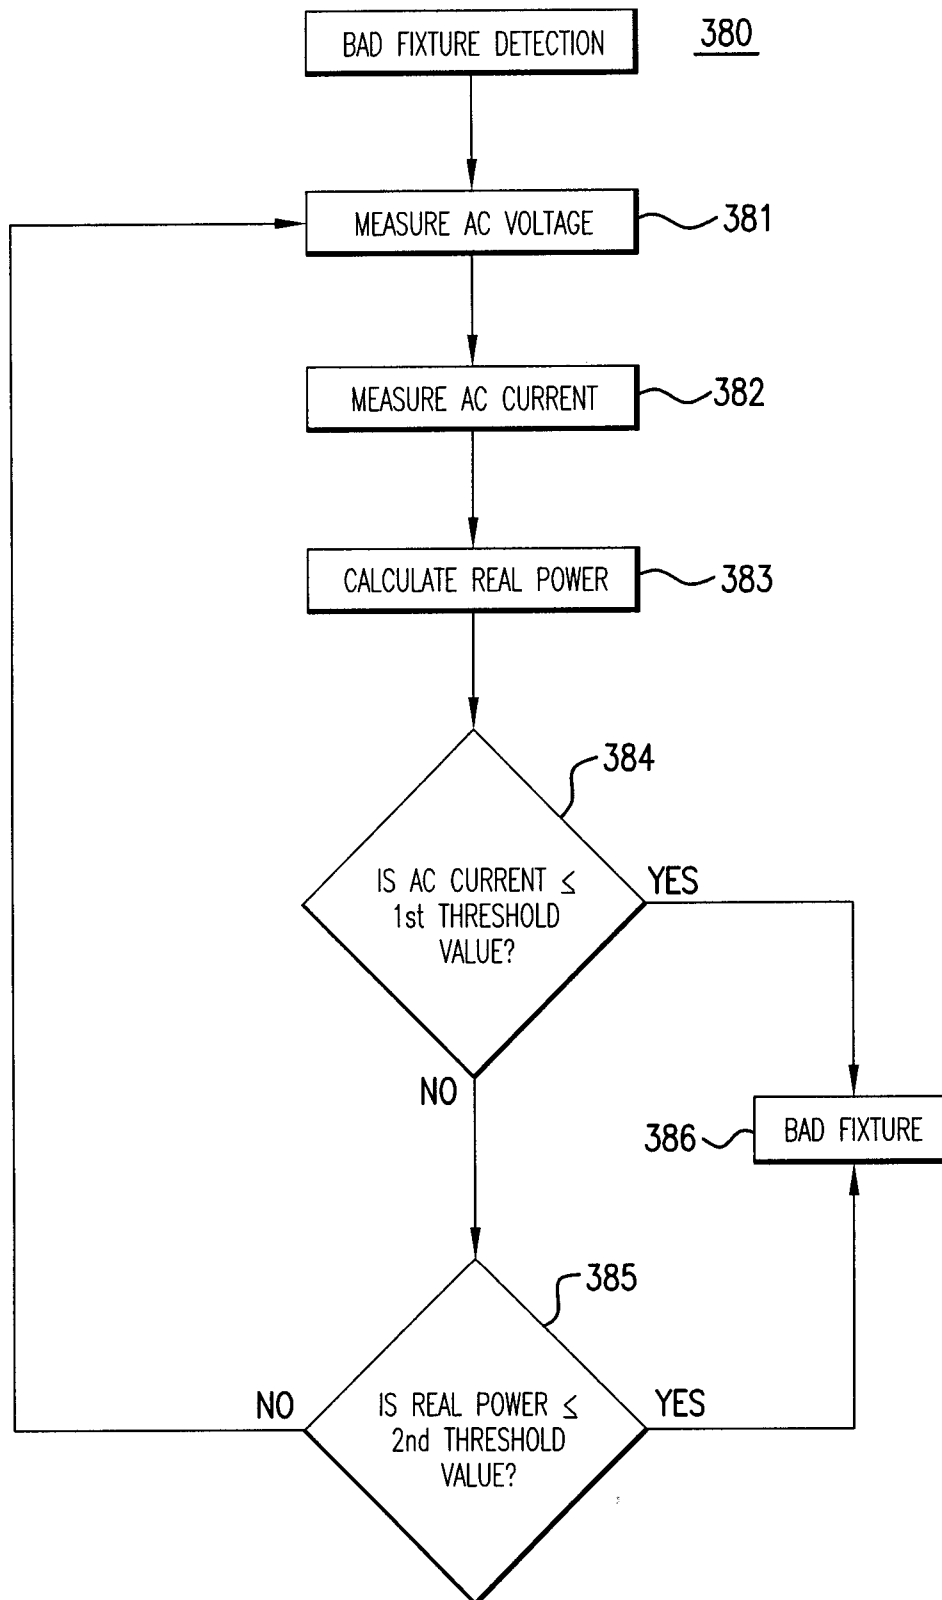 BAD FIXTURE DETECTION
380
MEASURE AC VOLTAGE
381
MEASURE AC CURRENT
382
CALCULATE REAL POWER
383
384
IS AC CURRENT ≤
1st THRESHOLD
VALUE?
YES
NO
386
BAD FIXTURE
385
NO
IS REAL POWER ≤
2nd THRESHOLD
VALUE?
YES